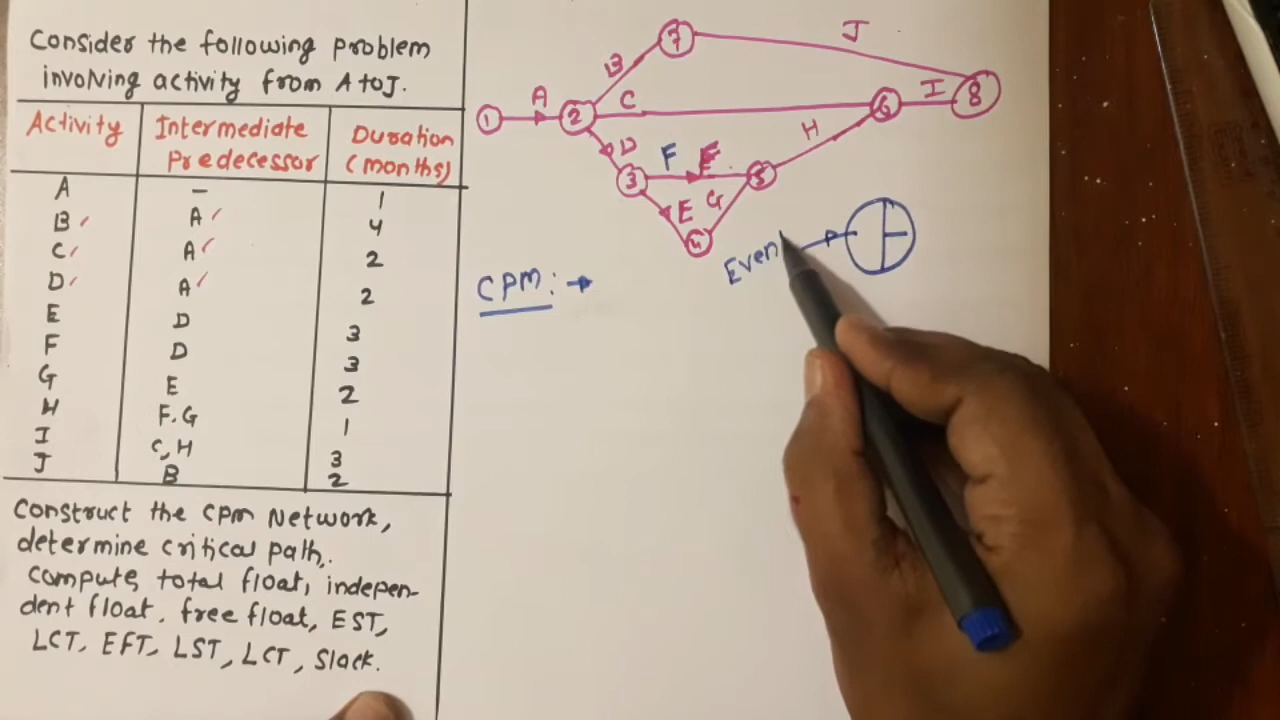 Consider the following problem
involving activity from A to J.
Activity Intermediate Predecessor Duration (months)
A - 1
B A 4
C A 2
D A 2
E D 3
F D 3
G E 2
H F.G 1
I C,H 3
J B 2
Construct the CPM Network,
determine critical path,
compute total float, indepen-
dent float, free float, EST,
LCT, EFT, LST, LCT, Slack.
1 A 2 B 7 J 8
C 6 I
D 3 F 5 H
E 4 G
CPM:
Even